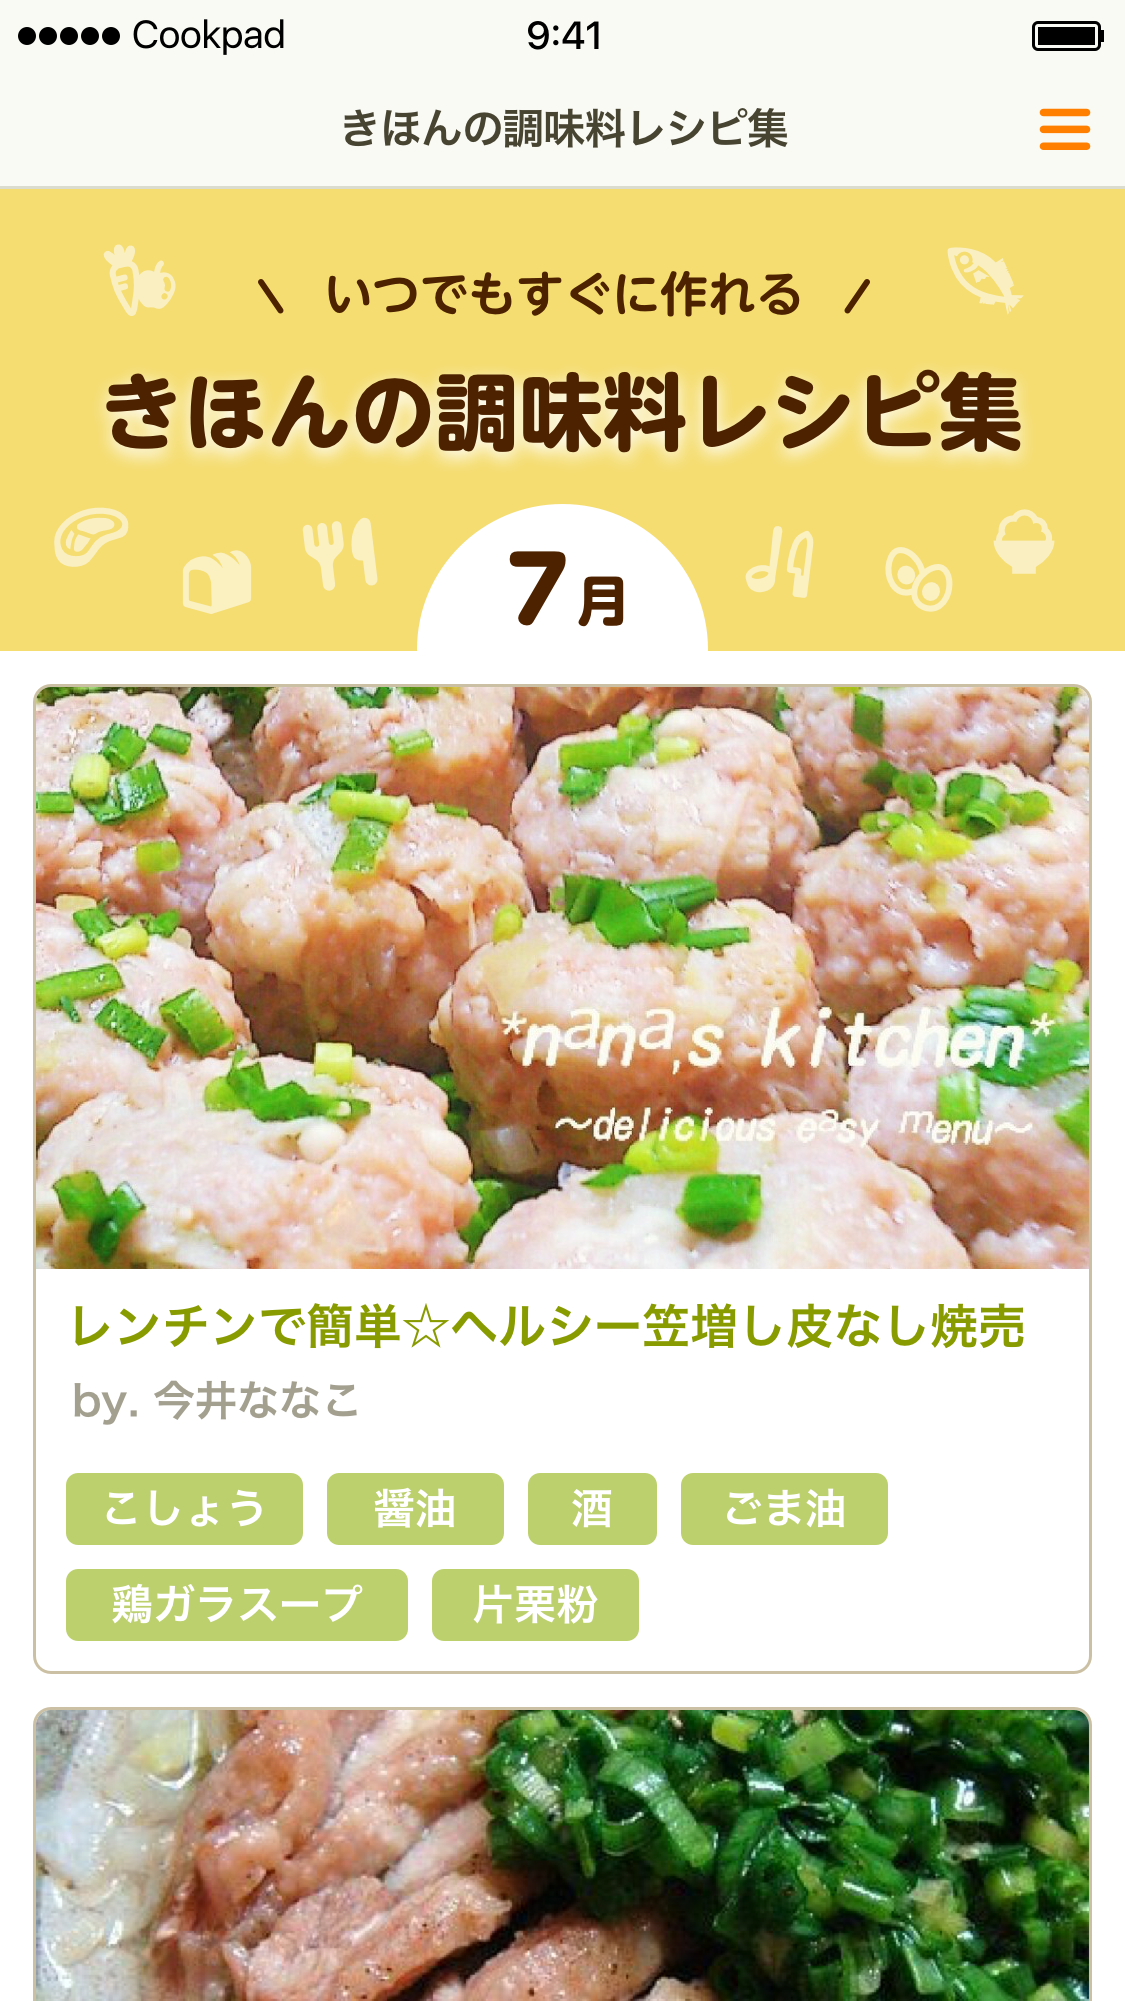 Cookpad 9:41
きほんの調味料レシピ集
\ いつでもすぐに作れる /
きほんの調味料レシピ集
7月
*nana,s kitchen*
～delicious easy menu～
レンチンで簡単☆ヘルシー笠増し皮なし焼売
by. 今井ななこ
こしょう 醤油 酒 ごま油
鶏ガラスープ 片栗粉